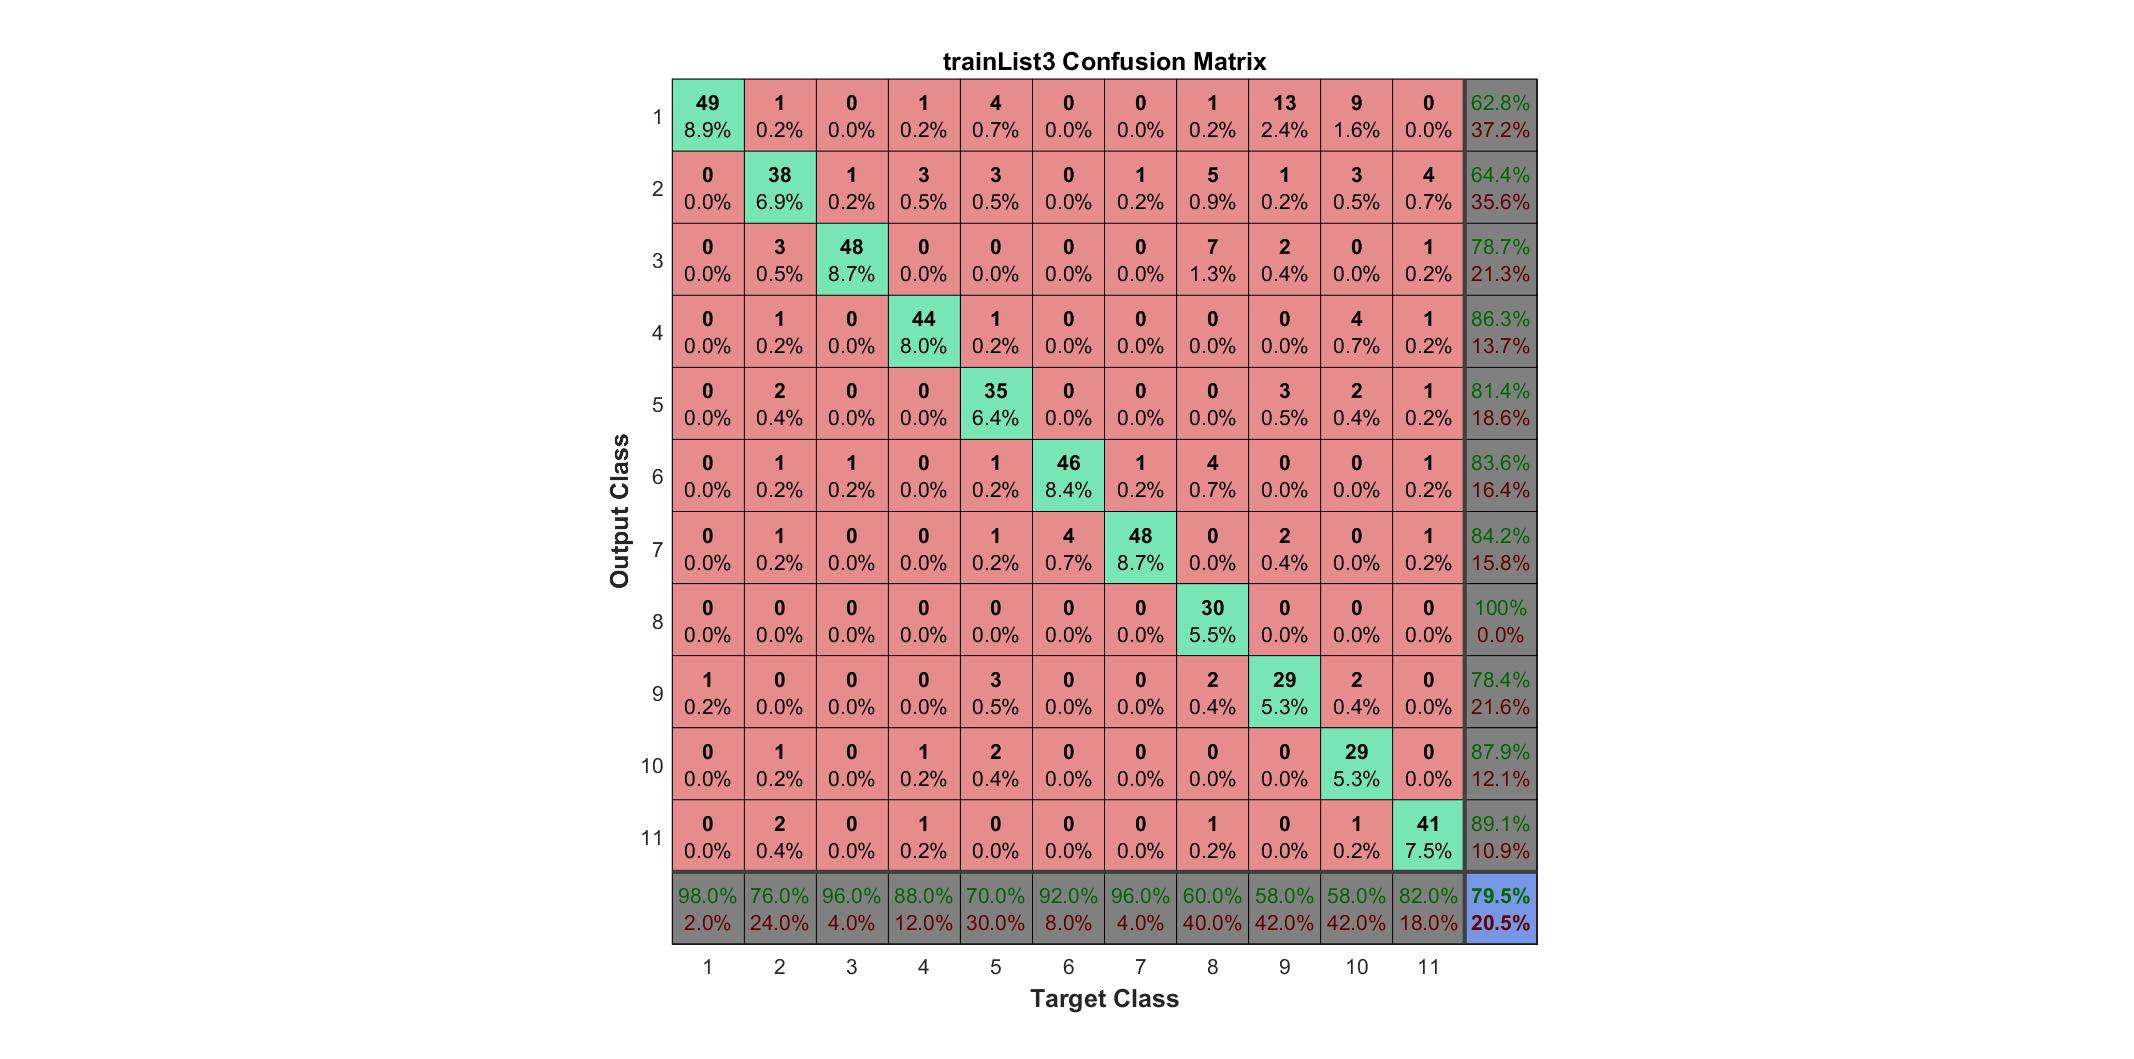 trainList3 Confusion Matrix
1 49 1 0 1 4 0 0 1 13 9 0 62.8%
8.9% 0.2% 0.0% 0.2% 0.7% 0.0% 0.0% 0.2% 2.4% 1.6% 0.0% 37.2%
2 0 38 1 3 3 0 1 5 1 3 4 64.4%
0.0% 6.9% 0.2% 0.5% 0.5% 0.0% 0.2% 0.9% 0.2% 0.5% 0.7% 35.6%
3 0 3 48 0 0 0 0 7 2 0 1 78.7%
0.0% 0.5% 8.7% 0.0% 0.0% 0.0% 0.0% 1.3% 0.4% 0.0% 0.2% 21.3%
4 0 1 0 44 1 0 0 0 0 4 1 86.3%
0.0% 0.2% 0.0% 8.0% 0.2% 0.0% 0.0% 0.0% 0.0% 0.7% 0.2% 13.7%
5 0 2 0 0 35 0 0 0 3 2 1 81.4%
0.0% 0.4% 0.0% 0.0% 6.4% 0.0% 0.0% 0.0% 0.5% 0.4% 0.2% 18.6%
6 0 1 1 0 1 46 1 4 0 0 1 83.6%
0.0% 0.2% 0.2% 0.0% 0.2% 8.4% 0.2% 0.7% 0.0% 0.0% 0.2% 16.4%
7 0 1 0 0 1 4 48 0 2 0 1 84.2%
0.0% 0.2% 0.0% 0.0% 0.2% 0.7% 8.7% 0.0% 0.4% 0.0% 0.2% 15.8%
8 0 0 0 0 0 0 0 30 0 0 0 100%
0.0% 0.0% 0.0% 0.0% 0.0% 0.0% 0.0% 5.5% 0.0% 0.0% 0.0% 0.0%
9 1 0 0 0 3 0 0 2 29 2 0 78.4%
0.2% 0.0% 0.0% 0.0% 0.5% 0.0% 0.0% 0.4% 5.3% 0.4% 0.0% 21.6%
10 0 1 0 1 2 0 0 0 0 29 0 87.9%
0.0% 0.2% 0.0% 0.2% 0.4% 0.0% 0.0% 0.0% 0.0% 5.3% 0.0% 12.1%
11 0 2 0 1 0 0 0 1 0 1 41 89.1%
0.0% 0.4% 0.0% 0.2% 0.0% 0.0% 0.0% 0.2% 0.0% 0.2% 7.5% 10.9%
98.0% 76.0% 96.0% 88.0% 70.0% 92.0% 96.0% 60.0% 58.0% 58.0% 82.0% 79.5%
2.0% 24.0% 4.0% 12.0% 30.0% 8.0% 4.0% 40.0% 42.0% 42.0% 18.0% 20.5%
1 2 3 4 5 6 7 8 9 10 11
Target Class
Output Class